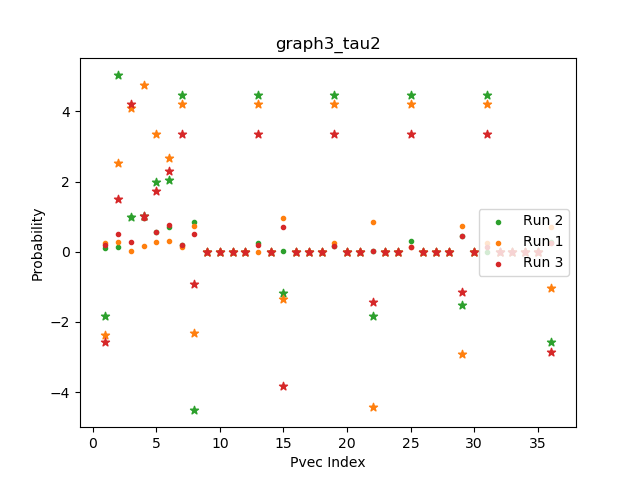 graph3_tau2
Probability
4
2
0
−2
−4
Run 2
Run 1
Run 3
0 5 10 15 20 25 30 35
Pvec Index